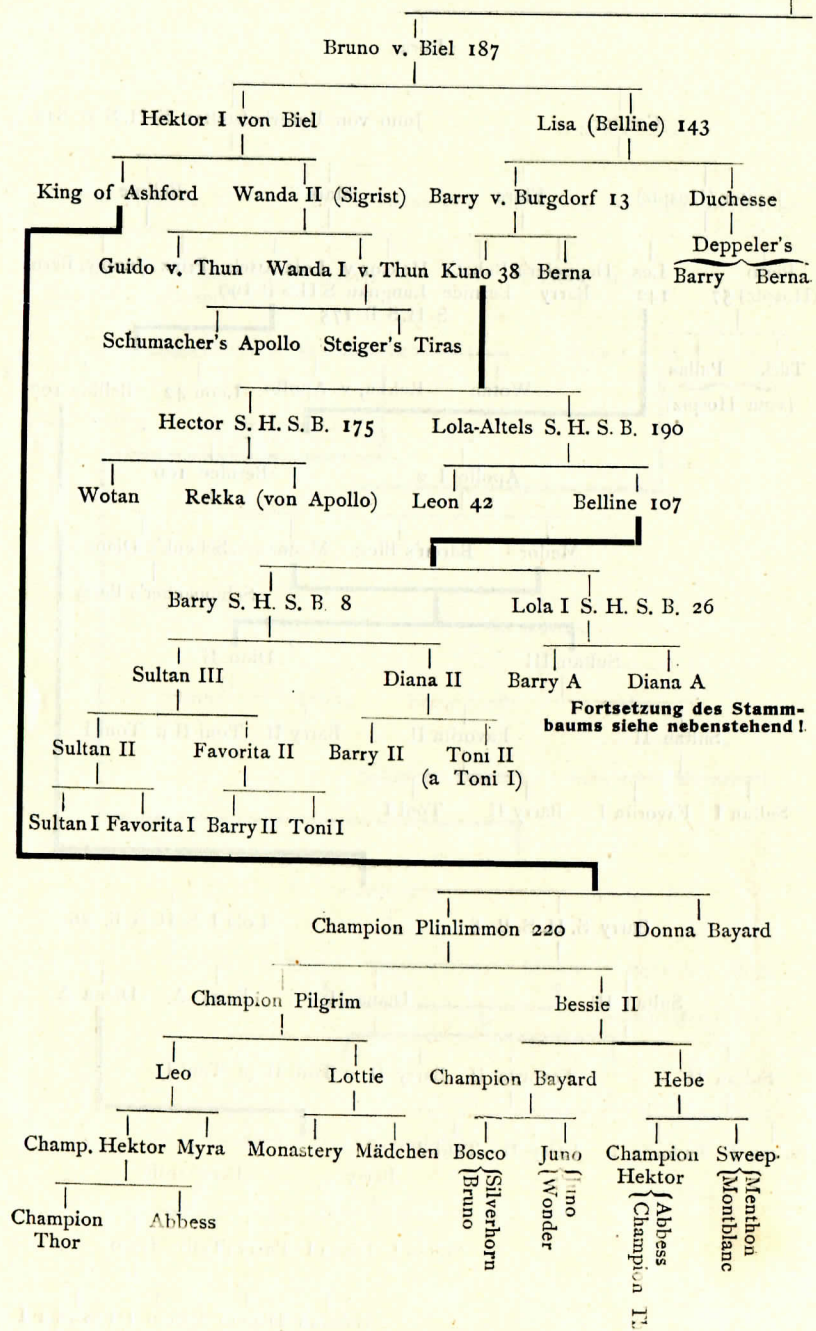 Bruno v. Biel 187
Hektor I von Biel Lisa (Belline) 143
King of Ashford Wanda II (Sigrist) Barry v. Burgdorf 13 Duchesse
Guido v. Thun Wanda I v. Thun Kuno 38 Berna Deppeler's
Barry Berna
Schumacher's Apollo Steiger's Tiras
Hector S. H. S. B. 175 Lola-Altels S. H. S. B. 190
Wotan Rekka (von Apollo) Leon 42 Belline 107
Barry S. H. S. B. 8 Lola I S. H. S. B. 26
Sultan III Diana II Barry A Diana A
Fortsetzung des Stamm-
baums siehe nebenstehend!
Sultan II Favorita II Barry II Toni II
(a Toni I)
Sultan I Favorita I Barry II Toni I
Champion Plinlimmon 220 Donna Bayard
Champion Pilgrim Bessie II
Leo Lottie Champion Bayard Hebe
Champ. Hektor Myra Monastery Mädchen Bosco Juno Champion Sweep
Hektor
Silverhorn
Bruno
Juno
Wonder
Abbess
Champion
Menthon
Montblanc
Champion Abbess
Thor